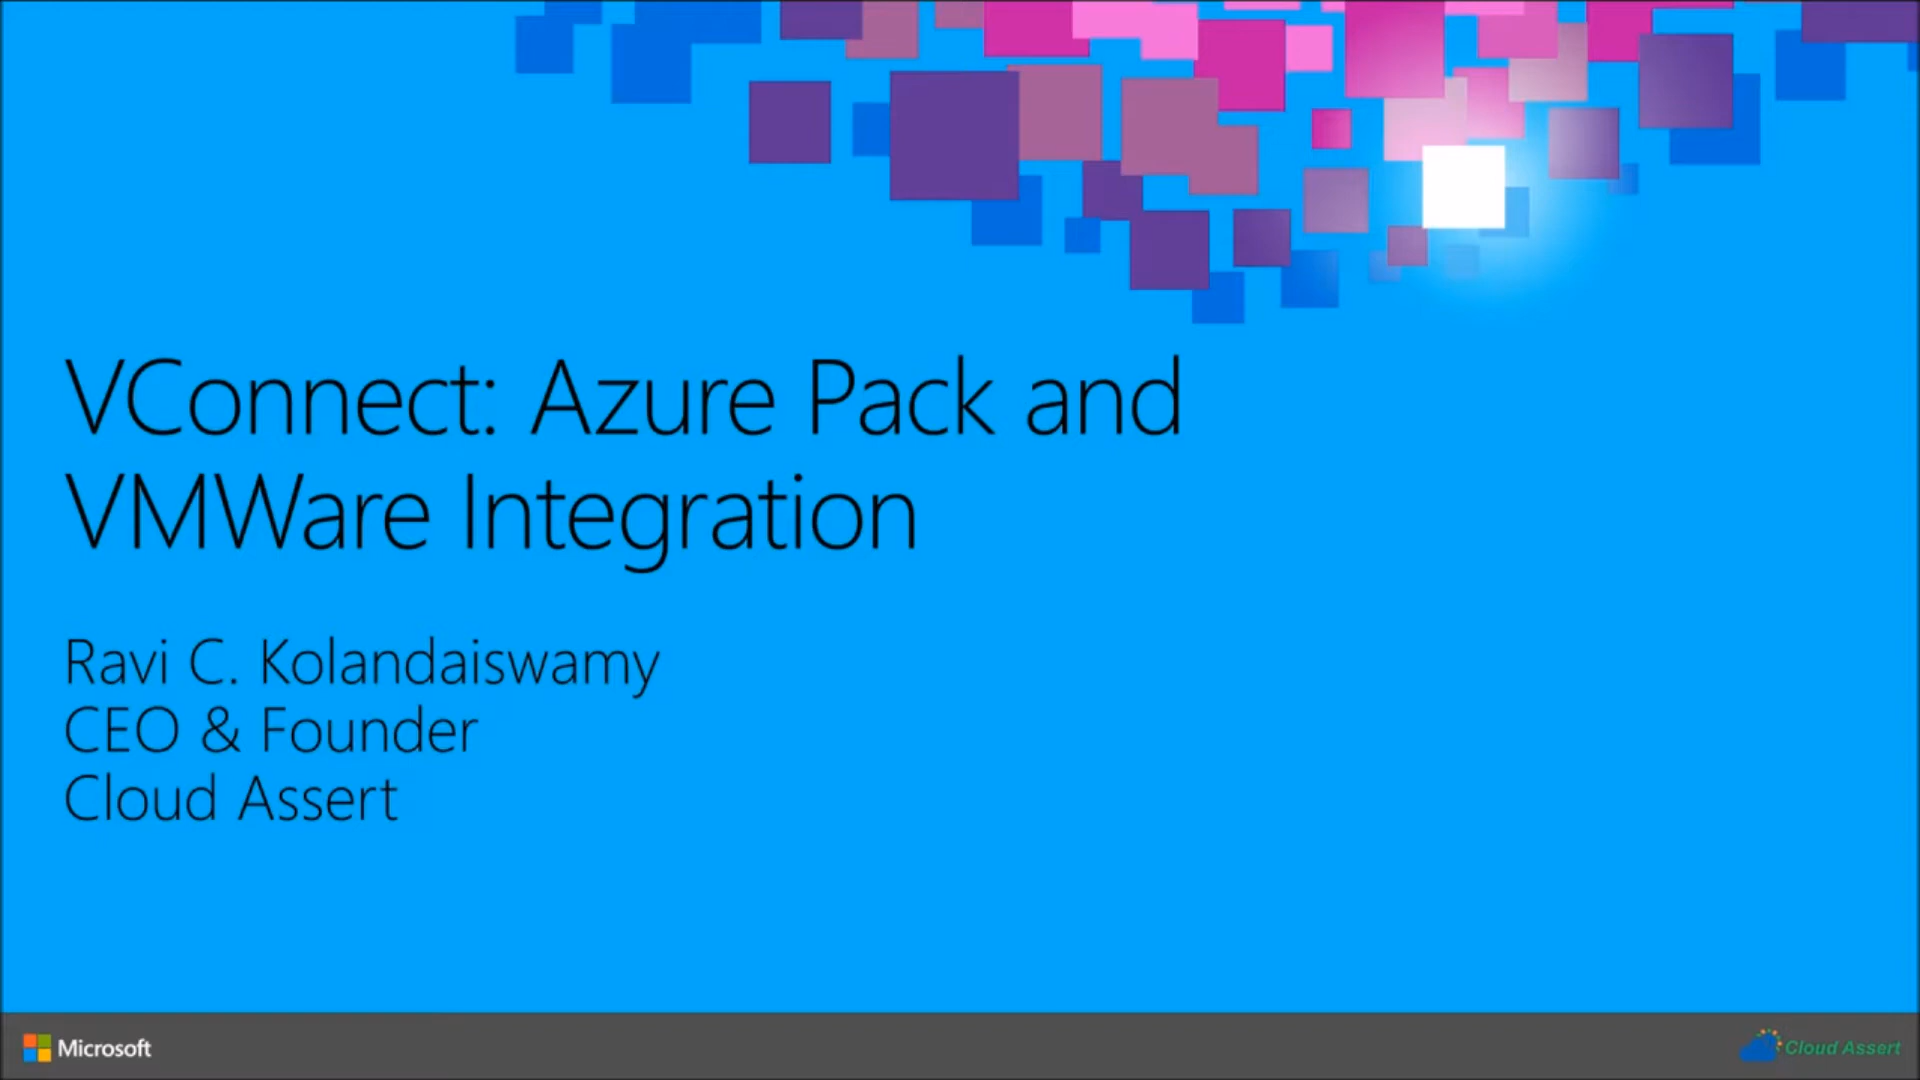 VConnect: Azure Pack and
VMWare Integration
Ravi C. Kolandaiswamy
CEO & Founder
Cloud Assert
Microsoft
Cloud Assert